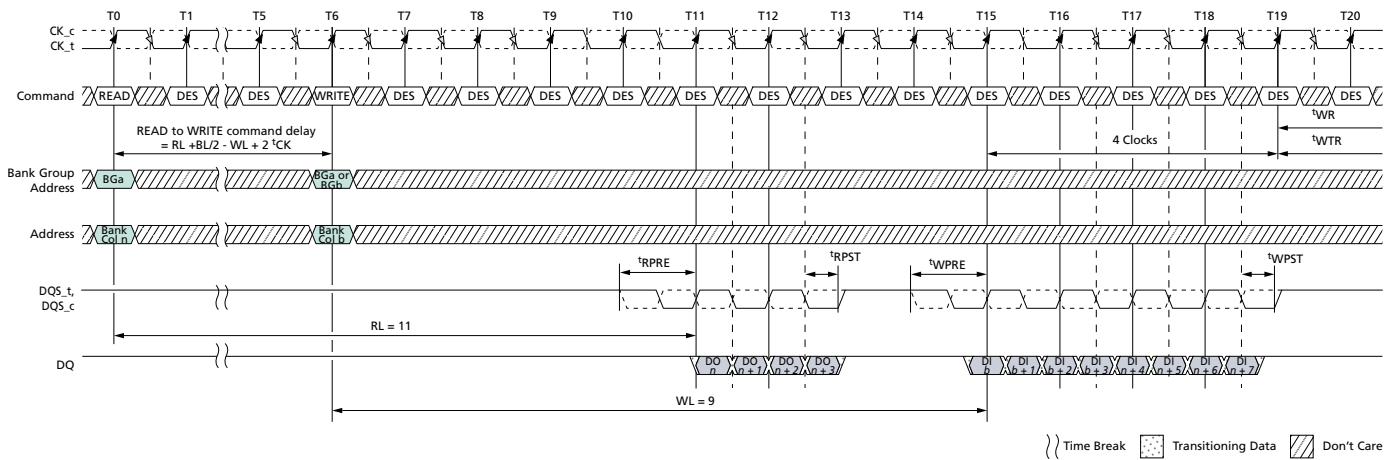 T0 T1 T5 T6 T7 T8 T9 T10 T11 T12 T13 T14 T15 T16 T17 T18 T19 T20
CK_c
CK_t
Command READ DES DES WRITE DES DES DES DES DES DES DES DES DES DES DES DES DES DES
tWR
READ to WRITE command delay
= RL +BL/2 - WL + 2 tCK
4 Clocks
tWTR
Bank Group
Address
BGa
BGa or
BGb
Address
Bank
Col n
Bank
Col b
tRPRE tRPST tWPRE tWPST
DQS_t,
DQS_c
RL = 11
DQ
DO
n
DO
n + 1
DO
n + 2
DO
n + 3
DI
b
DI
b + 1
DI
b + 2
DI
b + 3
DI
n + 4
DI
n + 5
DI
n + 6
DI
n + 7
WL = 9
Time Break Transitioning Data Don't Care